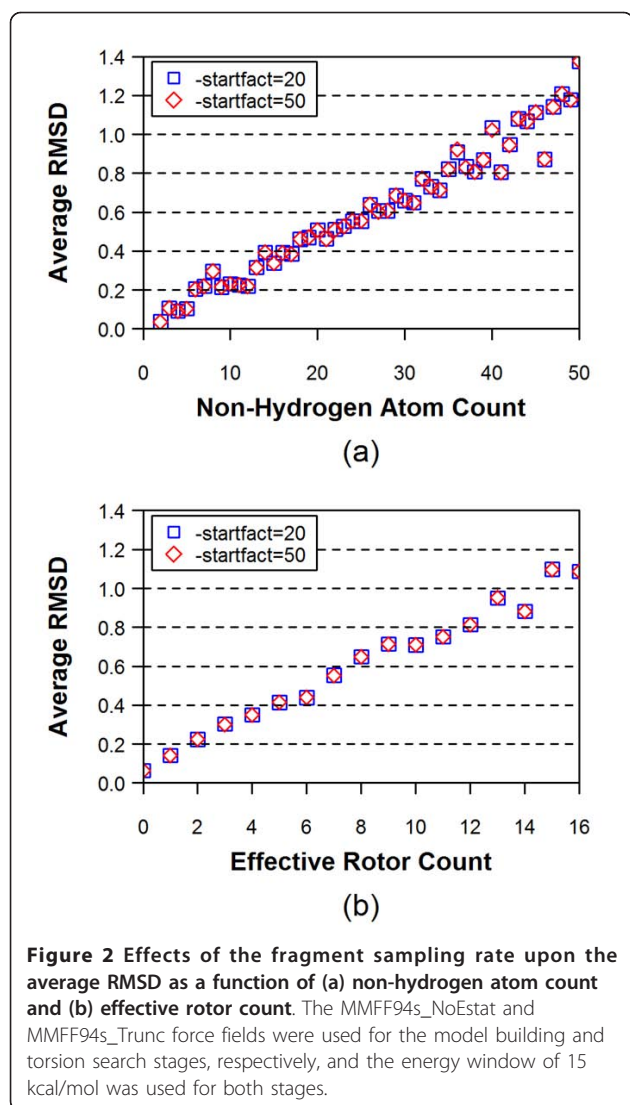 1.4
1.2
1.0
0.8
0.6
0.4
0.2
0.0
Average RMSD
-startfact=20
-startfact=50
0 10 20 30 40 50
Non-Hydrogen Atom Count
(a)
1.4
1.2
1.0
0.8
0.6
0.4
0.2
0.0
Average RMSD
-startfact=20
-startfact=50
0 2 4 6 8 10 12 14 16
Effective Rotor Count
(b)
Figure 2 Effects of the fragment sampling rate upon the
average RMSD as a function of (a) non-hydrogen atom count
and (b) effective rotor count. The MMFF94s_NoEstat and
MMFF94s_Trunc force fields were used for the model building and
torsion search stages, respectively, and the energy window of 15
kcal/mol was used for both stages.